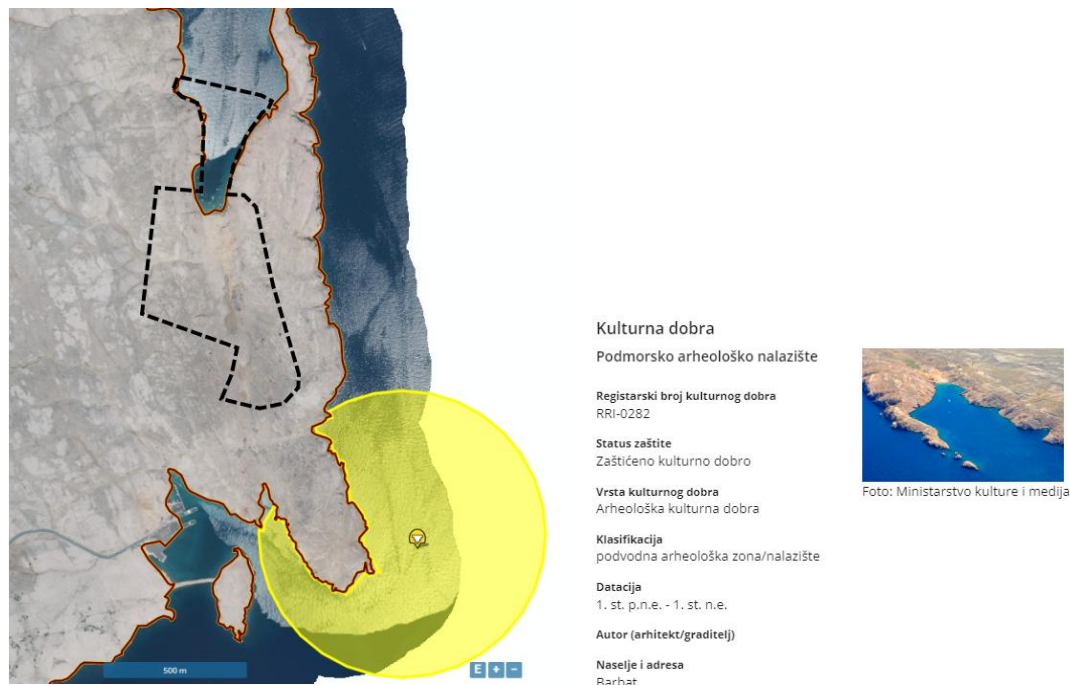 500 m
E + −
Kulturna dobra
Podmorsko arheološko nalazište
Registarski broj kulturnog dobra
RRI-0282
Status zaštite
Zaštićeno kulturno dobro
Vrsta kulturnog dobra
Arheološka kulturna dobra
Klasifikacija
podvodna arheološka zona/nalazište
Datacija
1. st. p.n.e. - 1. st. n.e.
Autor (arhitekt/graditelj)
Naselje i adresa
Barbat
Foto: Ministarstvo kulture i medija